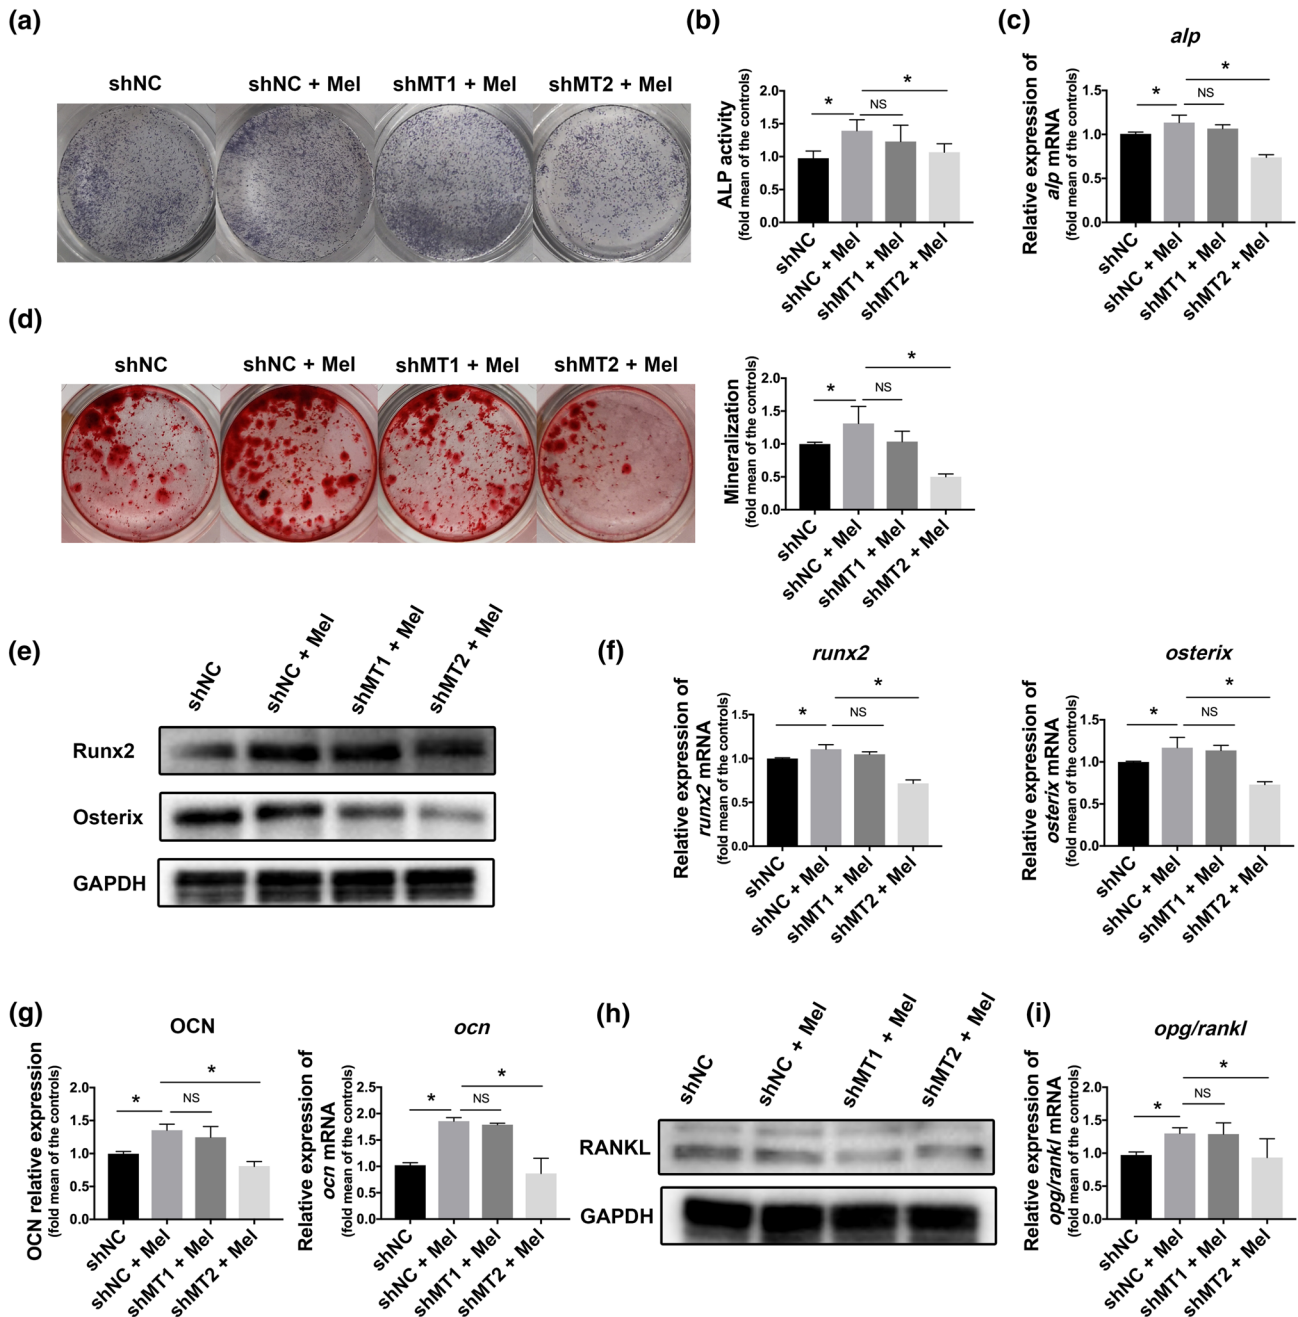 (a)
shNC
shNC + Mel
shMT1 + Mel
shMT2 + Mel
(b)
ALP activity
(fold mean of the controls)
2.0
1.5
1.0
0.5
0.0
*
NS
*
shNC
shNC + Mel
shMT1 + Mel
shMT2 + Mel
(c)
alp
Relative expression of
alp mRNA
(fold mean of the controls)
1.5
1.0
0.5
0.0
*
NS
*
shNC
shNC + Mel
shMT1 + Mel
shMT2 + Mel
(d)
shNC
shNC + Mel
shMT1 + Mel
shMT2 + Mel
Mineralization
(fold mean of the controls)
2.0
1.5
1.0
0.5
0.0
*
NS
*
shNC
shNC + Mel
shMT1 + Mel
shMT2 + Mel
(e)
shNC
shNC + Mel
shMT1 + Mel
shMT2 + Mel
Runx2
Osterix
GAPDH
(f)
runx2
Relative expression of
runx2 mRNA
(fold mean of the controls)
1.5
1.0
0.5
0.0
*
NS
*
shNC
shNC + Mel
shMT1 + Mel
shMT2 + Mel
osterix
Relative expression of
osterix mRNA
(fold mean of the controls)
1.5
1.0
0.5
0.0
*
NS
*
shNC
shNC + Mel
shMT1 + Mel
shMT2 + Mel
(g)
OCN
OCN relative expression
(fold mean of the controls)
2.0
1.5
1.0
0.5
0.0
*
NS
*
shNC
shNC + Mel
shMT1 + Mel
shMT2 + Mel
ocn
Relative expression of
ocn mRNA
(fold mean of the controls)
2.5
2.0
1.5
1.0
0.5
0.0
*
NS
*
shNC
shNC + Mel
shMT1 + Mel
shMT2 + Mel
(h)
shNC
shNC + Mel
shMT1 + Mel
shMT2 + Mel
RANKL
GAPDH
(i)
opg/rankl
Relative expression of
opg/rankl mRNA
(fold mean of the controls)
2.0
1.5
1.0
0.5
0.0
*
NS
*
shNC
shNC + Mel
shMT1 + Mel
shMT2 + Mel